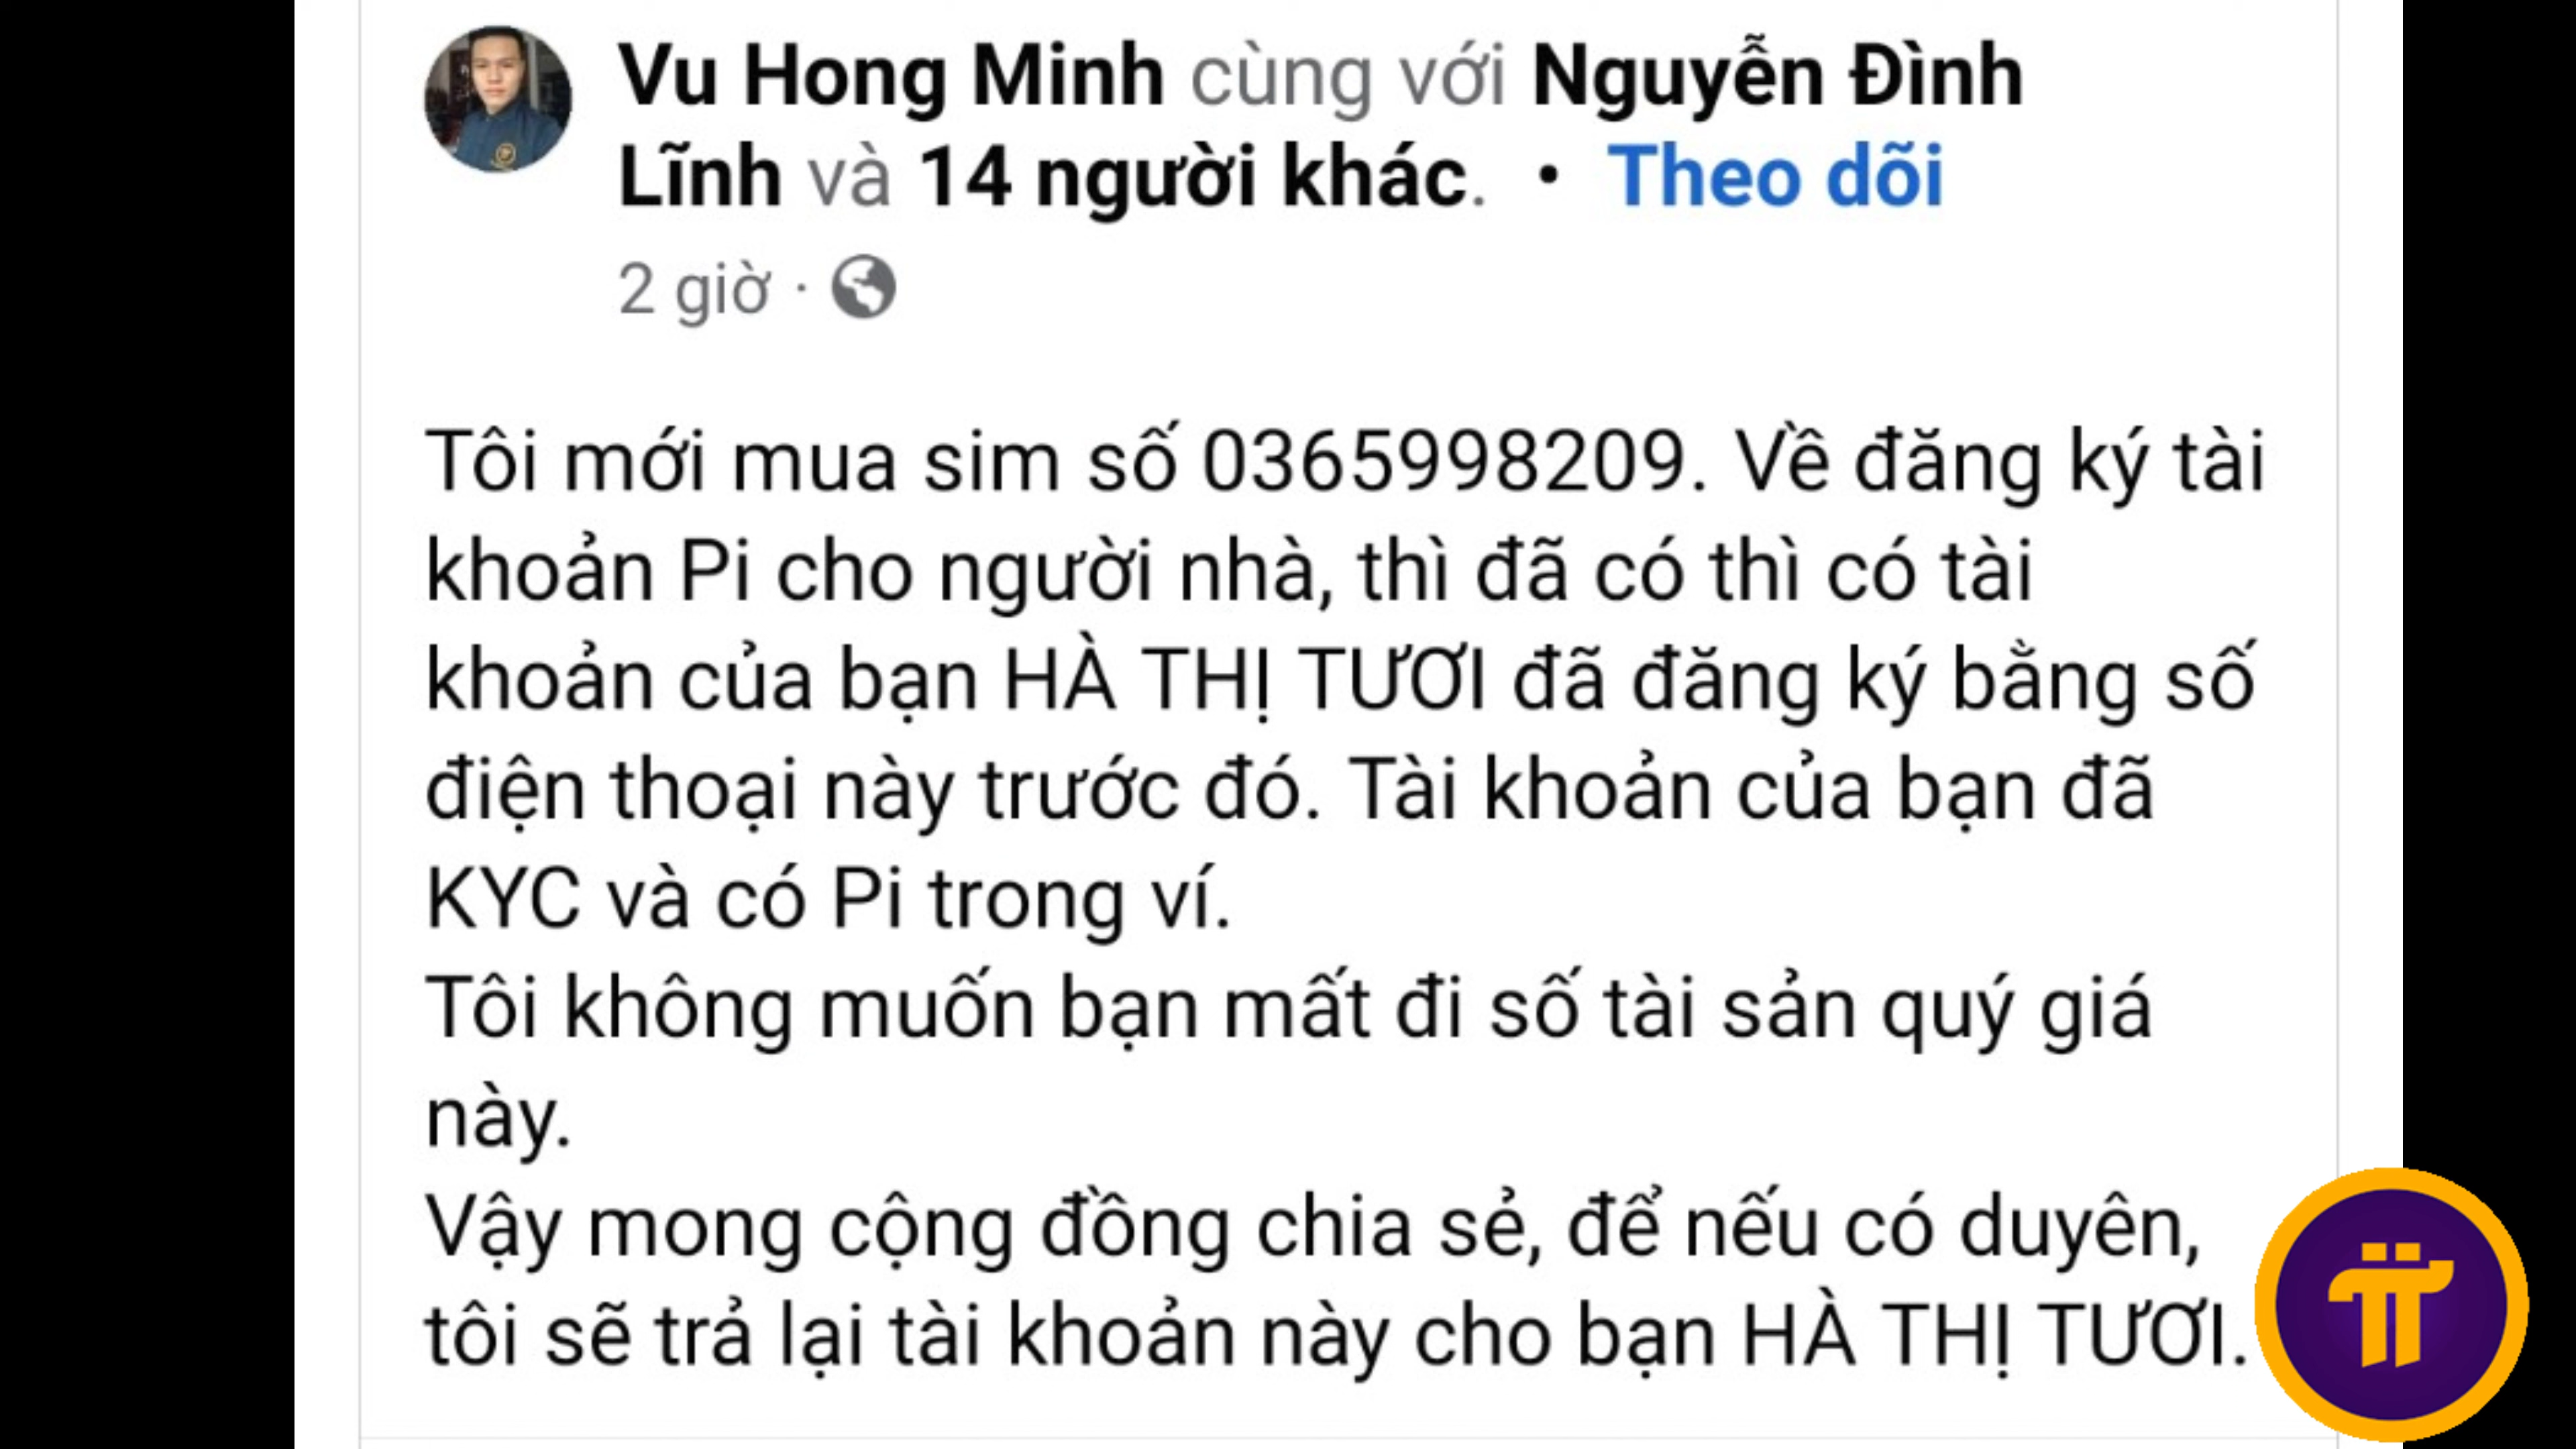 Vu Hong Minh cùng với Nguyễn Đình
Lĩnh và 14 người khác. • Theo dõi
2 giờ ·
Tôi mới mua sim số 0365998209. Về đăng ký tài
khoản Pi cho người nhà, thì đã có thì có tài
khoản của bạn HÀ THỊ TƯƠI đã đăng ký bằng số
điện thoại này trước đó. Tài khoản của bạn đã
KYC và có Pi trong ví.
Tôi không muốn bạn mất đi số tài sản quý giá
này.
Vậy mong cộng đồng chia sẻ, để nếu có duyên,
tôi sẽ trả lại tài khoản này cho bạn HÀ THỊ TƯƠI.